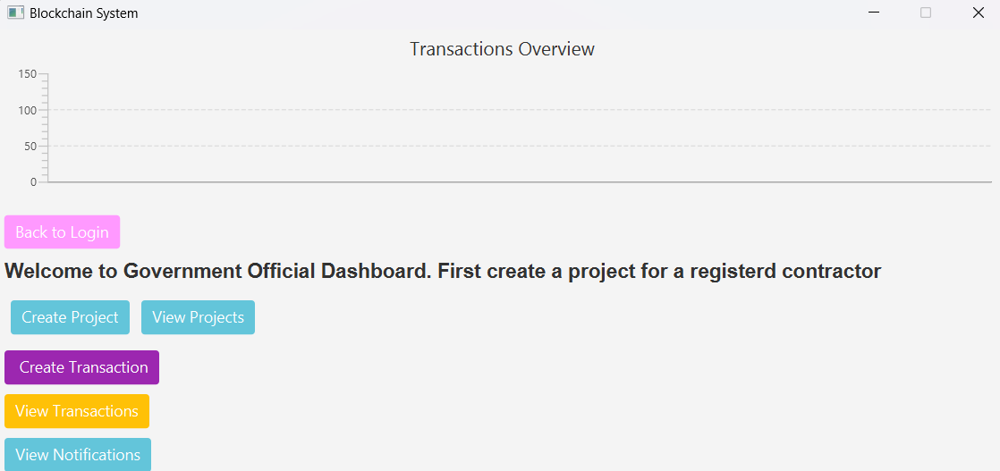 Blockchain System
Transactions Overview
150
100
50
0
Back to Login
Welcome to Government Official Dashboard. First create a project for a registerd contractor
Create Project View Projects
Create Transaction
View Transactions
View Notifications